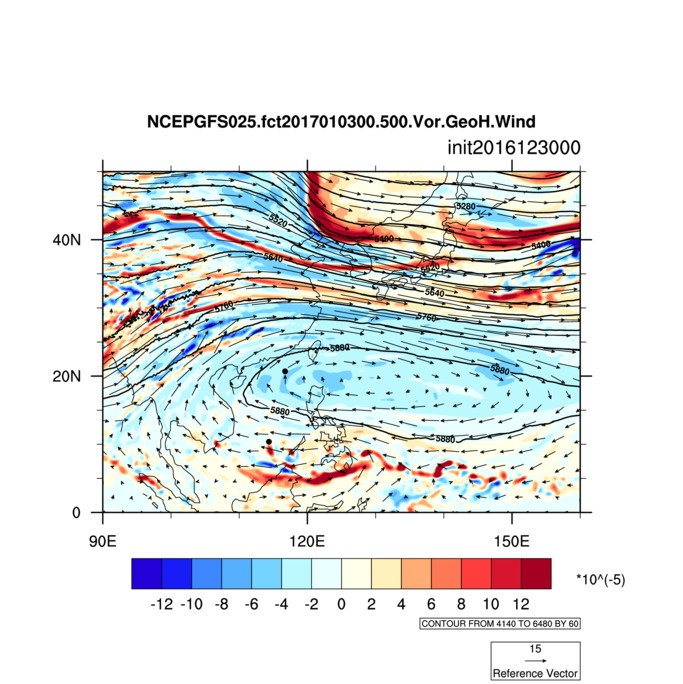 NCEPGFS025.fct2017010300.500.Vor.GeoH.Wind
init2016123000
5280
5520
5400
5400
5640
5520
5640
5760
5760
5880
5880
5880
5880
40N
20N
0
90E 120E 150E
-12 -10 -8 -6 -4 -2 0 2 4 6 8 10 12
*10^(-5)
CONTOUR FROM 4140 TO 6480 BY 60
15
Reference Vector